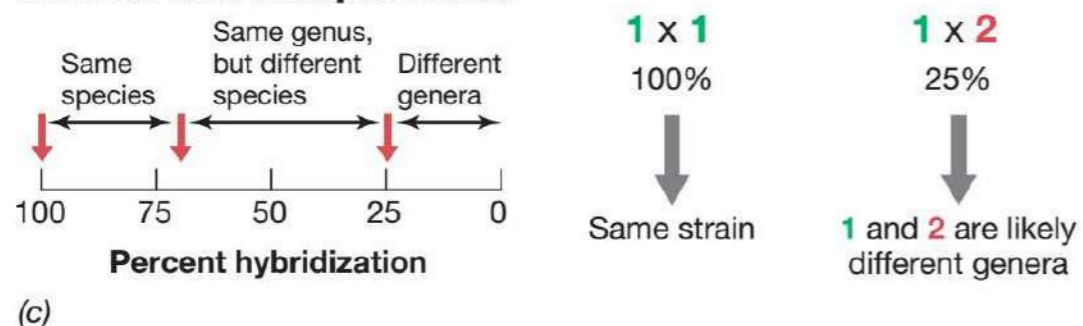 Same
species
Same genus,
but different
species
Different
genera
100 75 50 25 0
Percent hybridization
1 x 1
100%
Same strain
1 x 2
25%
1 and 2 are likely
different genera
(c)